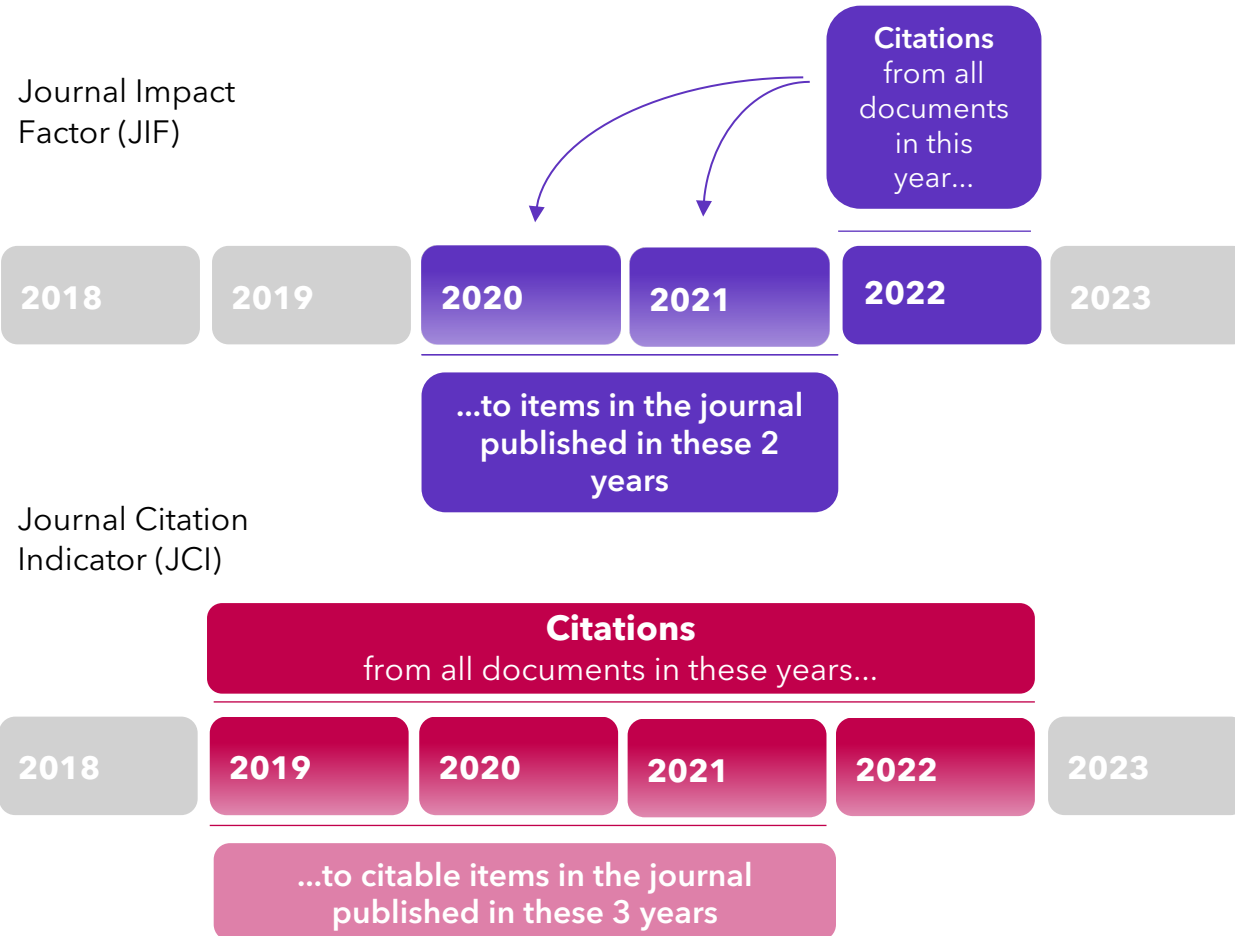 Citations
from all
documents
in this
year...
Journal Impact
Factor (JIF)
2018 2019 2020 2021 2022 2023
...to items in the journal
published in these 2
years
Journal Citation
Indicator (JCI)
Citations
from all documents in these years...
2018 2019 2020 2021 2022 2023
...to citable items in the journal
published in these 3 years